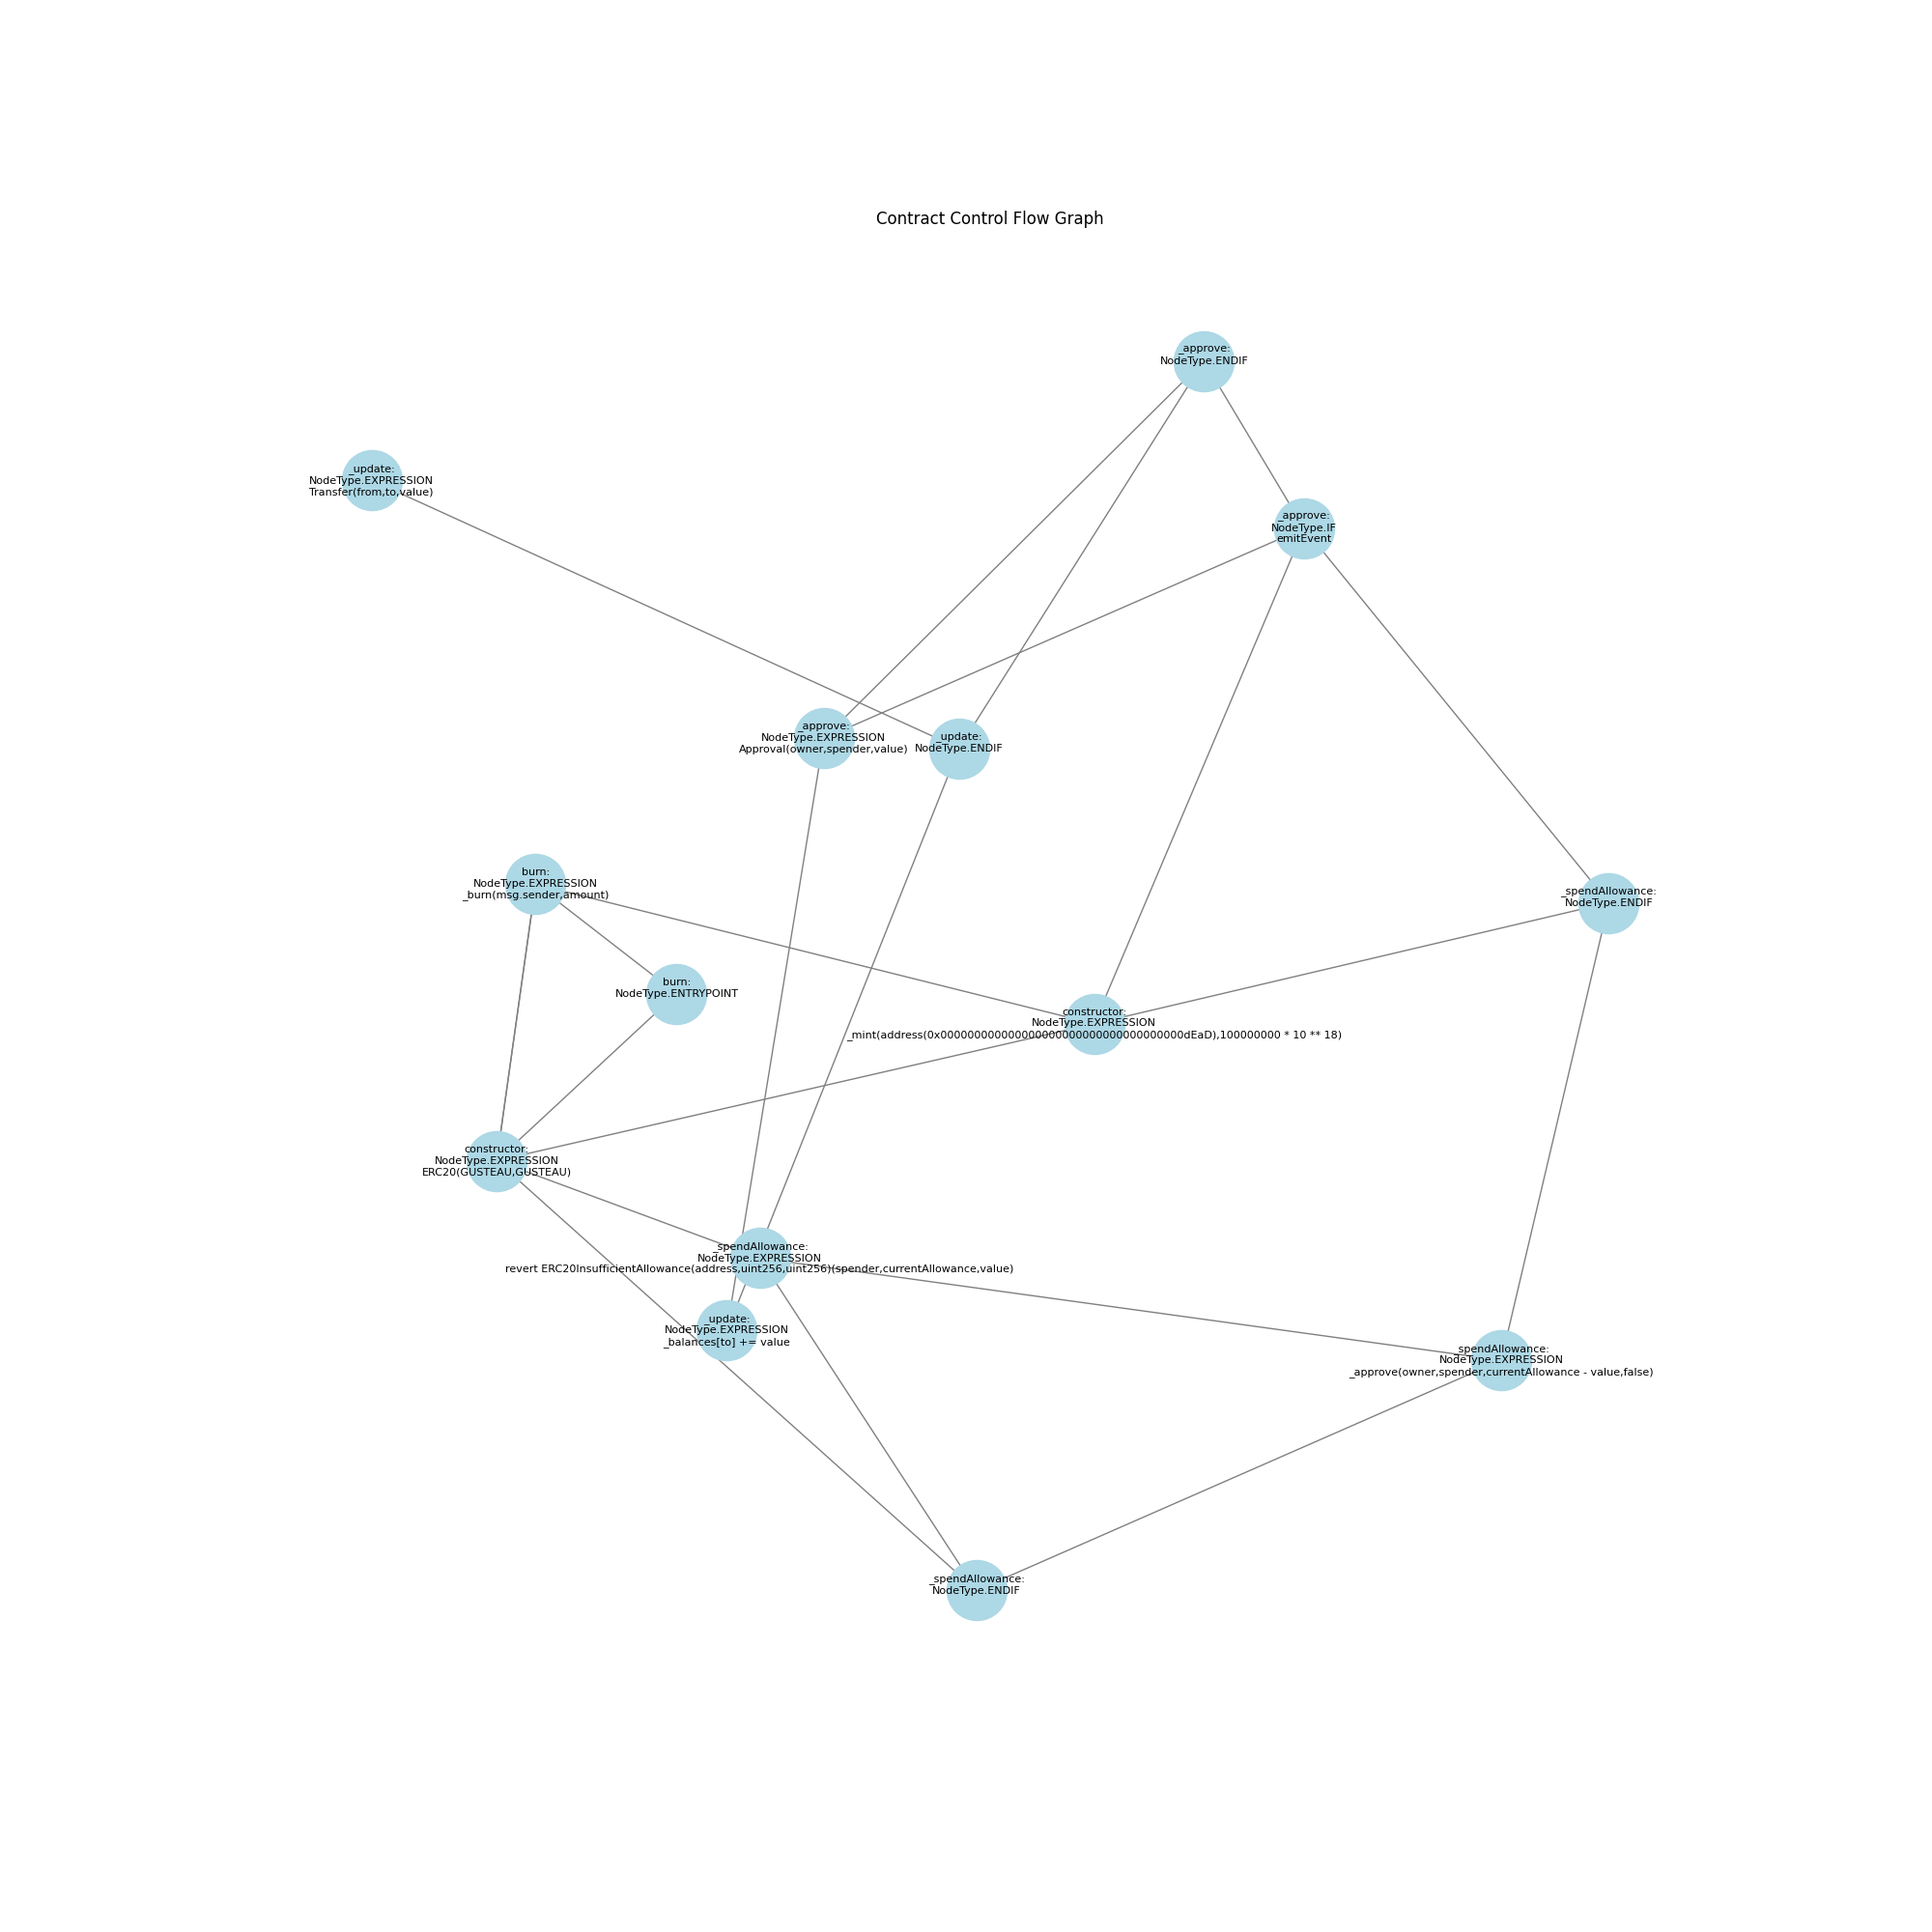 Contract Control Flow Graph
_approve:
NodeType.ENDIF
_update:
NodeType.EXPRESSION
Transfer(from,to,value)
_approve:
NodeType.IF
emitEvent
_approve:
NodeType.EXPRESSION
Approval(owner,spender,value)
_update:
NodeType.ENDIF
burn:
NodeType.EXPRESSION
_burn(msg.sender,amount)
_spendAllowance:
NodeType.ENDIF
burn:
NodeType.ENTRYPOINT
constructor:
NodeType.EXPRESSION
_mint(address(0x000000000000000000000000000000000000dEaD),100000000 * 10 ** 18)
constructor:
NodeType.EXPRESSION
ERC20(GUSTEAU,GUSTEAU)
_spendAllowance:
NodeType.EXPRESSION
revert ERC20InsufficientAllowance(address,uint256,uint256)(spender,currentAllowance,value)
_update:
NodeType.EXPRESSION
_balances[to] += value
_spendAllowance:
NodeType.EXPRESSION
_approve(owner,spender,currentAllowance - value,false)
_spendAllowance:
NodeType.ENDIF